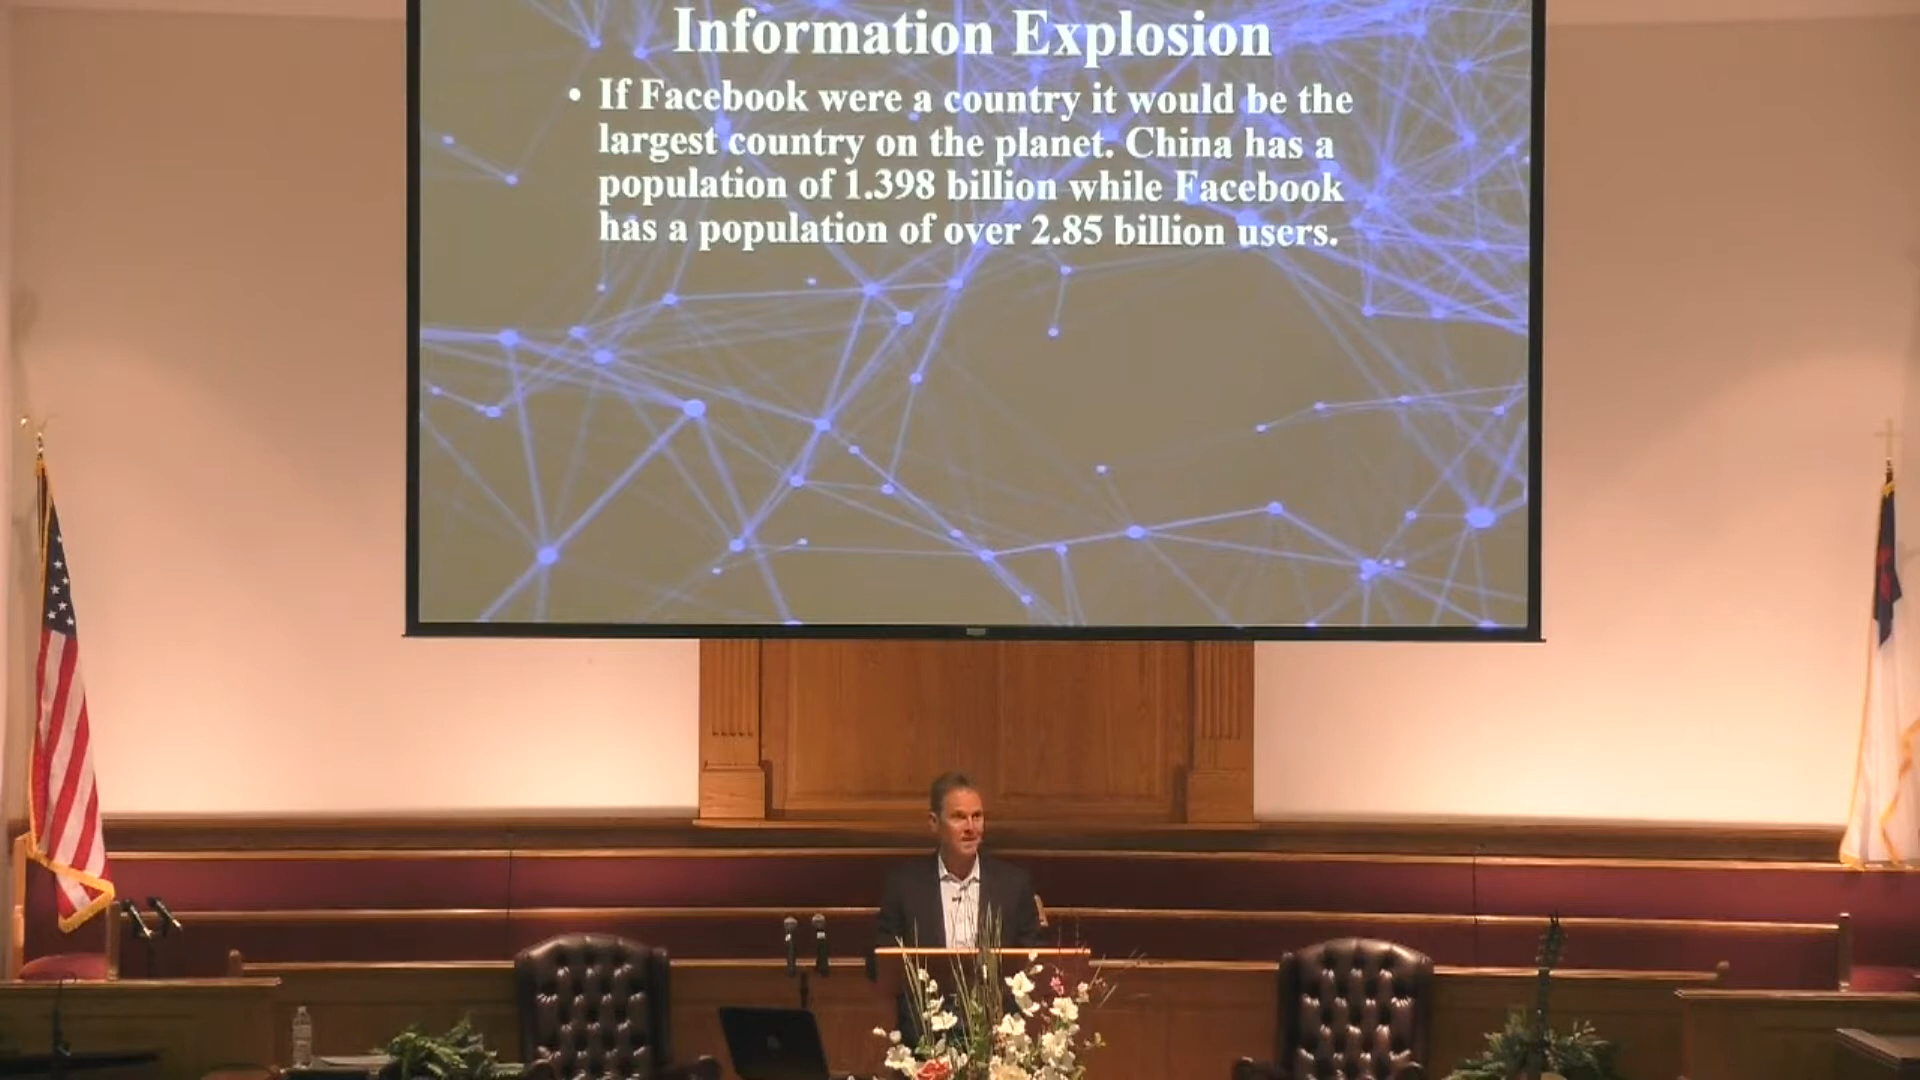 Information Explosion
• If Facebook were a country it would be the
largest country on the planet. China has a
population of 1.398 billion while Facebook
has a population of over 2.85 billion users.